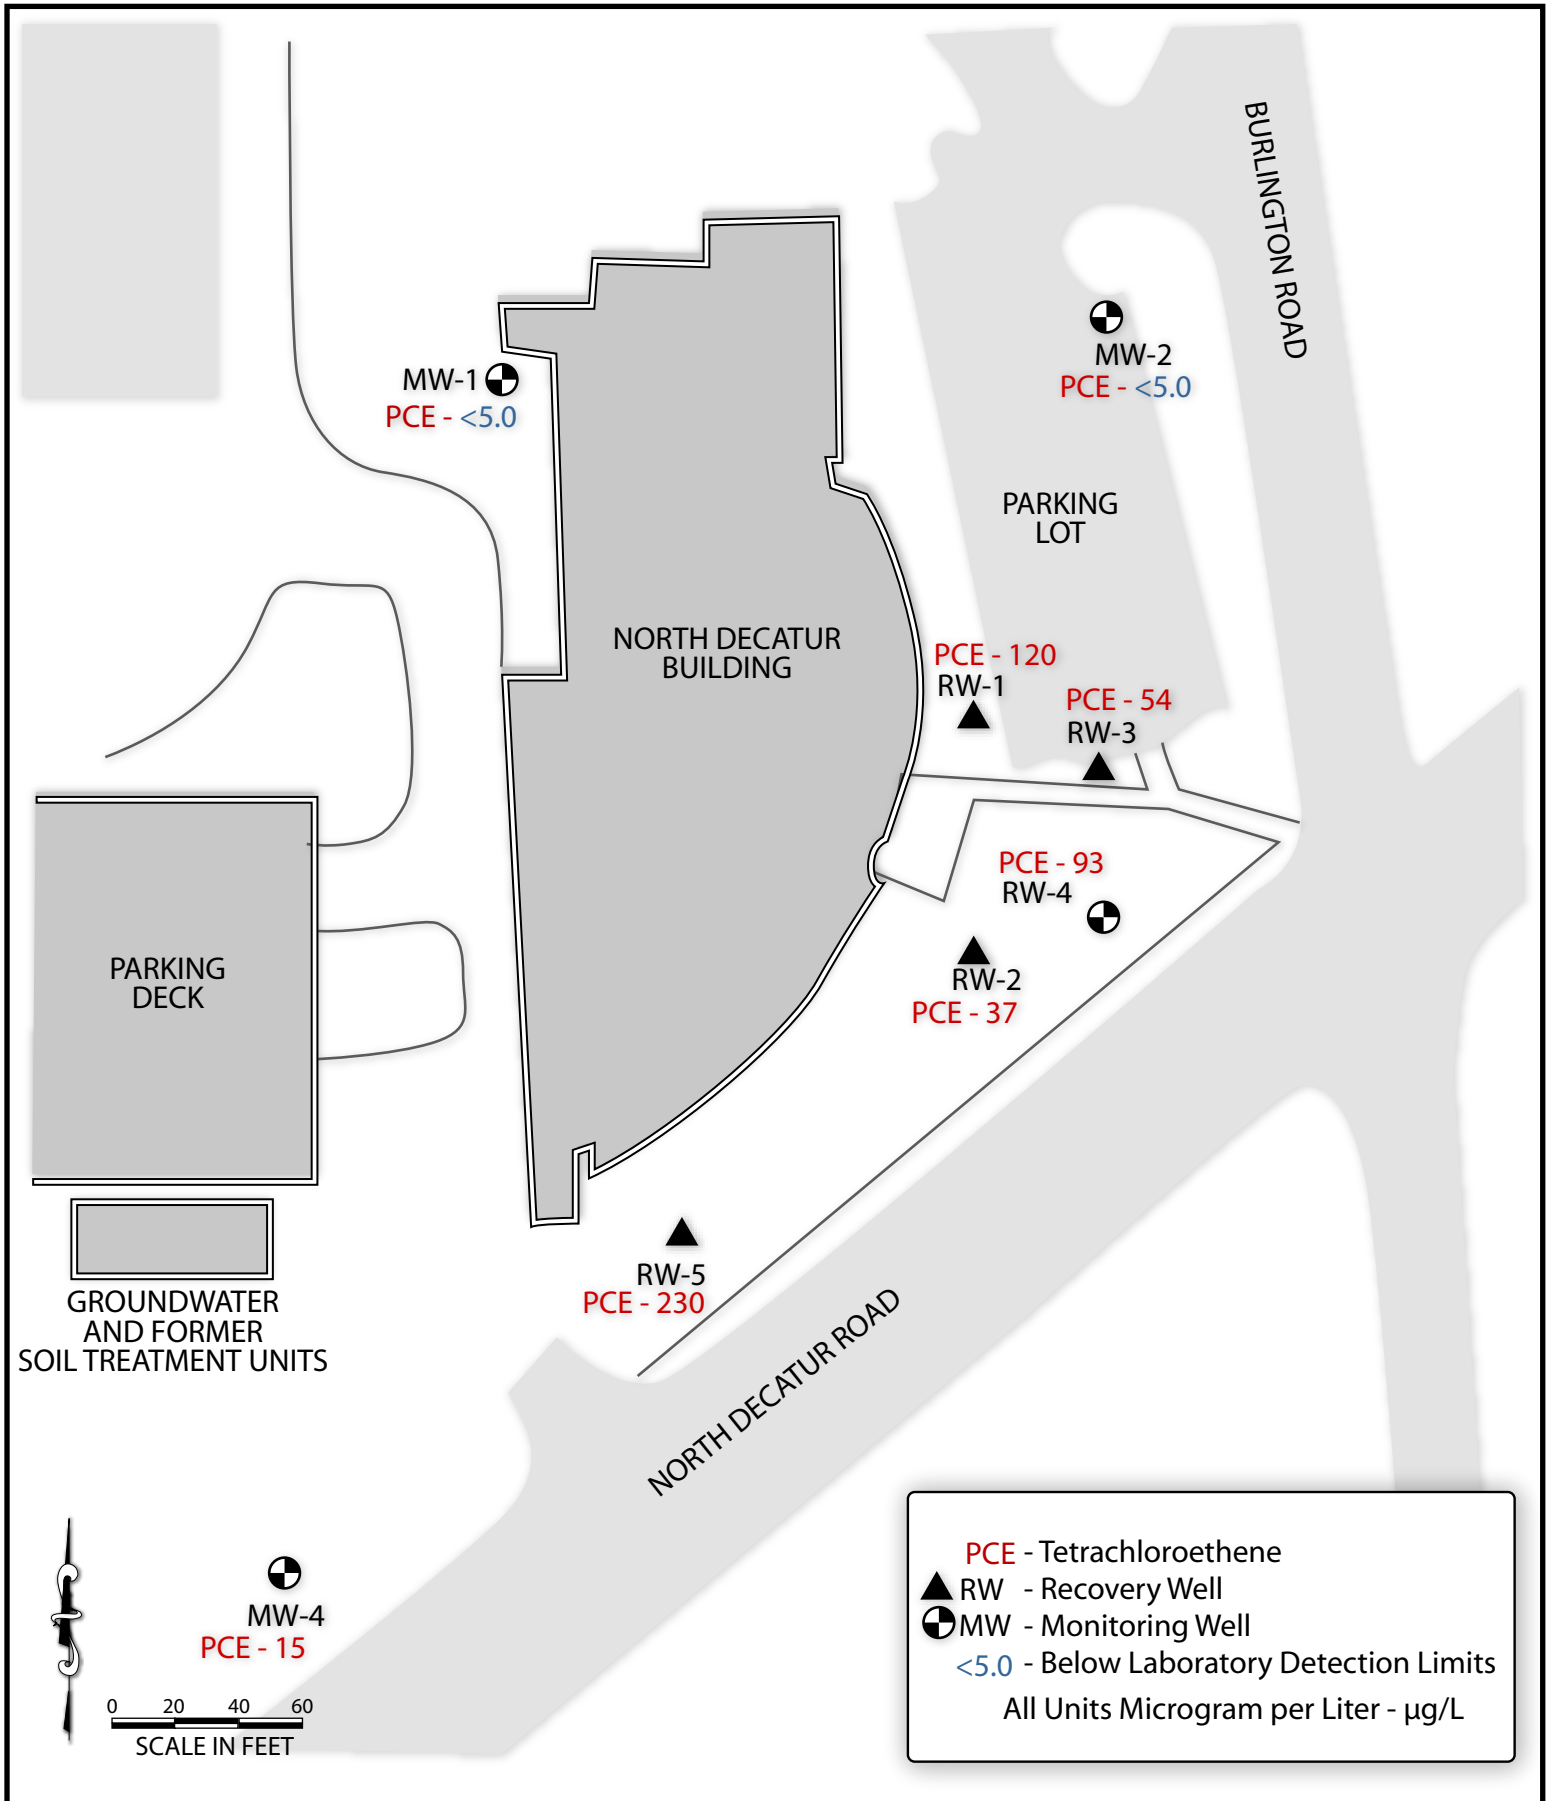 BURLINGTON ROAD
MW-2
PCE - <5.0
MW-1
PCE - <5.0
PARKING
LOT
NORTH DECATUR
BUILDING
PCE - 120
RW-1
PCE - 54
RW-3
PCE - 93
RW-4
RW-2
PCE - 37
PARKING
DECK
RW-5
PCE - 230
GROUNDWATER
AND FORMER
SOIL TREATMENT UNITS
NORTH DECATUR ROAD
MW-4
PCE - 15
0 20 40 60
SCALE IN FEET
PCE - Tetrachloroethene
RW - Recovery Well
MW - Monitoring Well
<5.0 - Below Laboratory Detection Limits
All Units Microgram per Liter - µg/L